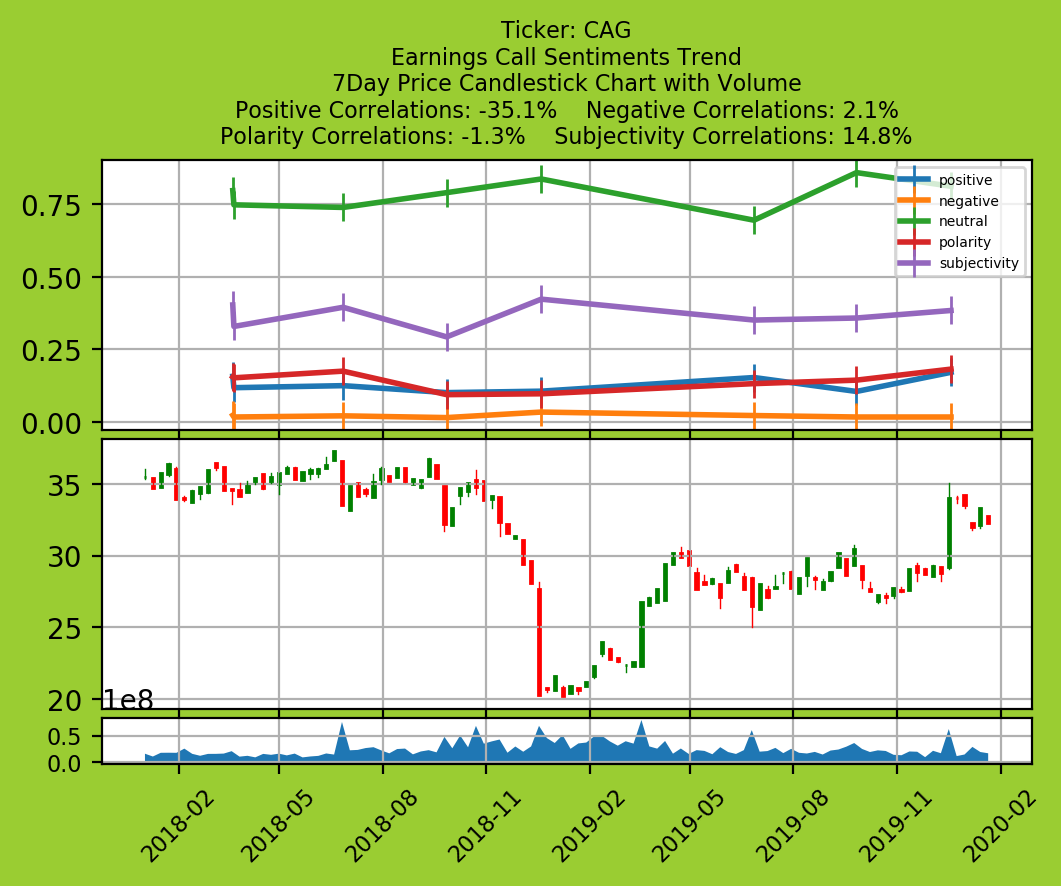 Ticker: CAG
Earnings Call Sentiments Trend
7Day Price Candlestick Chart with Volume
Positive Correlations: -35.1%    Negative Correlations: 2.1%
Polarity Correlations: -1.3%    Subjectivity Correlations: 14.8%
positive
negative
neutral
polarity
subjectivity
0.75
0.50
0.25
0.00
35
30
25
20
1e8
0.5
0.0
2018-02 2018-05 2018-08 2018-11 2019-02 2019-05 2019-08 2019-11 2020-02